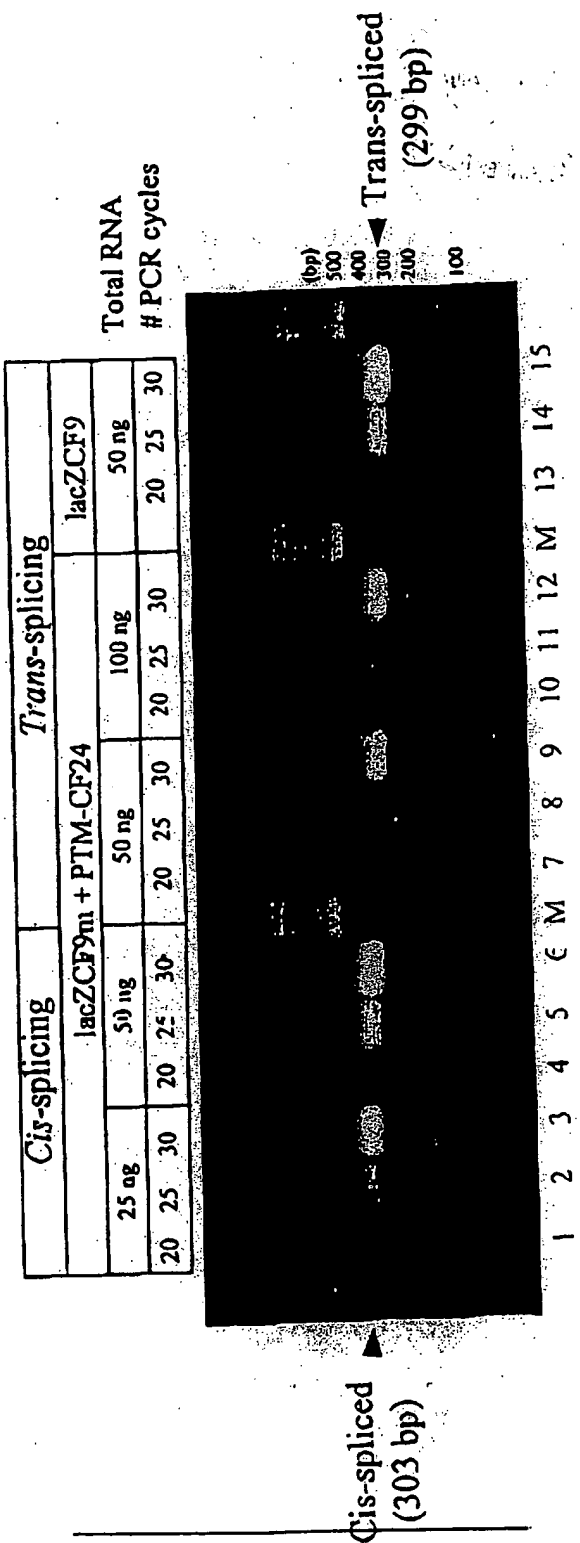 Cis-splicing Trans-splicing
lacZCF9m + PTM-CF24 lacZCF9
25 ng 50 ng 50 ng 100 ng 50 ng Total RNA
20 25 30 20 25 30 20 25 30 20 25 30 20 25 30 # PCR cycles
(bp)
500
400
300
200
100
Cis-spliced
(303 bp)
Trans-spliced
(299 bp)
1 2 3 4 5 6 M 7 8 9 10 11 12 M 13 14 15